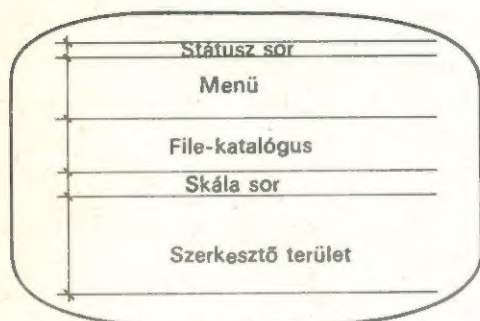 Státusz sor
Menü
File-katalógus
Skála sor
Szerkesztő terület